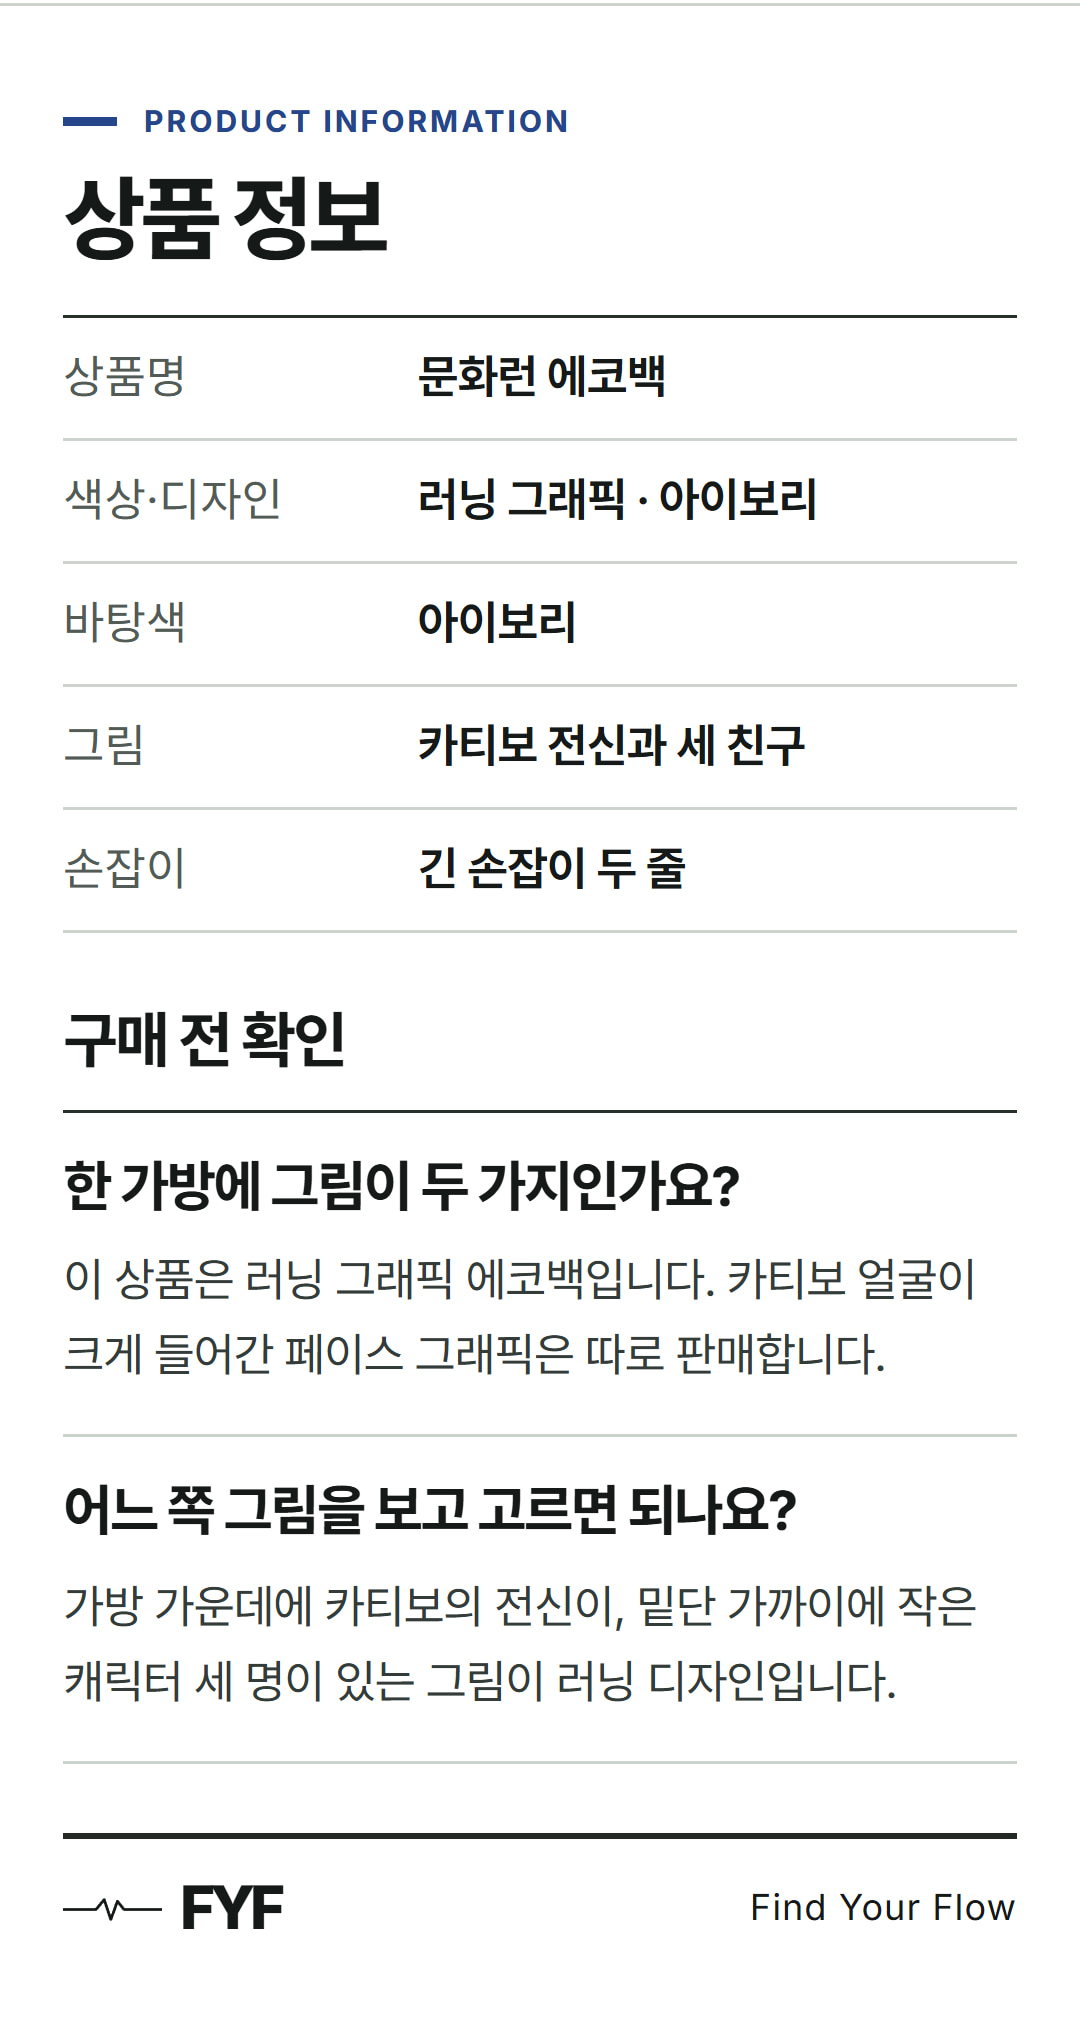 PRODUCT INFORMATION
상품 정보
상품명 문화런 에코백
색상·디자인 러닝 그래픽 · 아이보리
바탕색 아이보리
그림 카티보 전신과 세 친구
손잡이 긴 손잡이 두 줄
구매 전 확인
한 가방에 그림이 두 가지인가요?
이 상품은 러닝 그래픽 에코백입니다. 카티보 얼굴이
크게 들어간 페이스 그래픽은 따로 판매합니다.
어느 쪽 그림을 보고 고르면 되나요?
가방 가운데에 카티보의 전신이, 밑단 가까이에 작은
캐릭터 세 명이 있는 그림이 러닝 디자인입니다.
FYF Find Your Flow